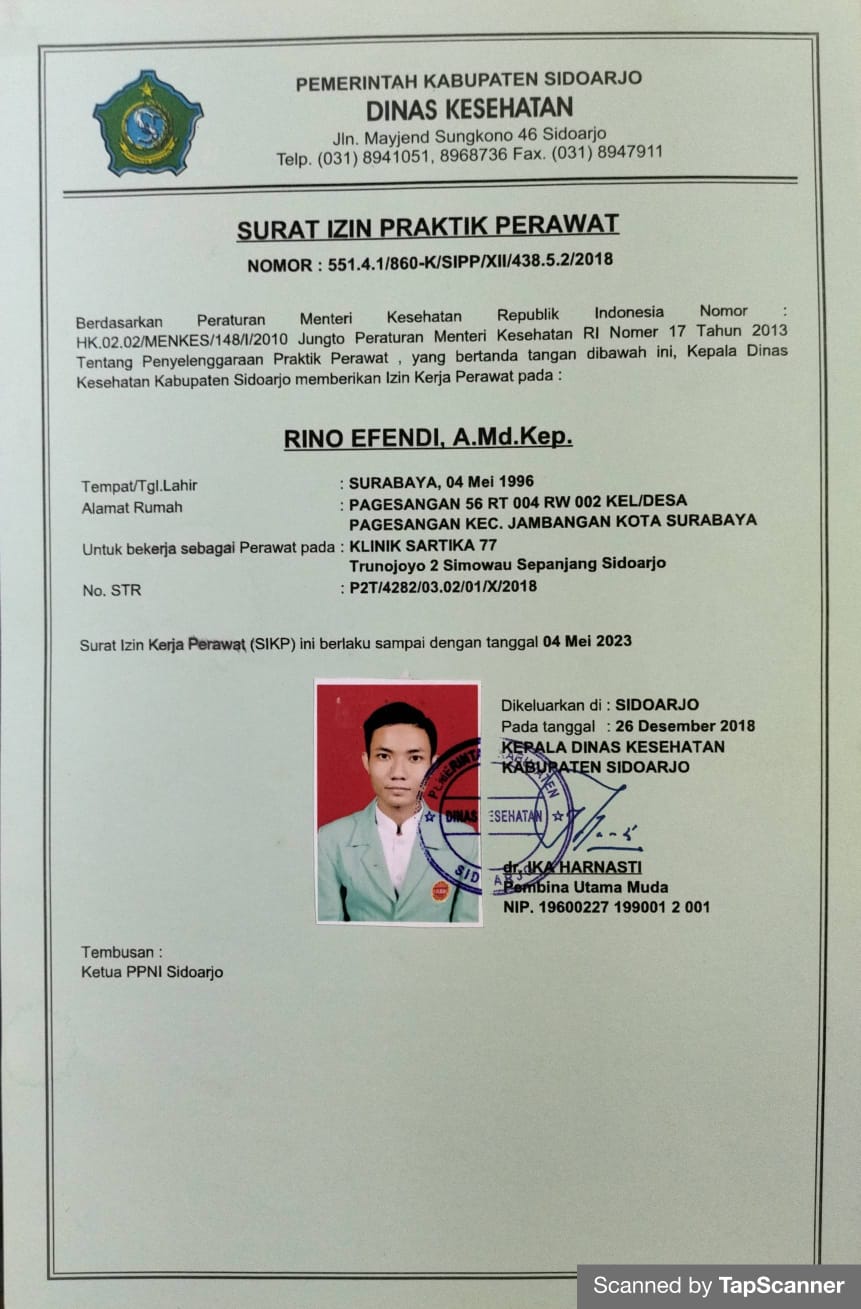 PEMERINTAH KABUPATEN SIDOARJO
DINAS KESEHATAN
Jln. Mayjend Sungkono 46 Sidoarjo
Telp. (031) 8941051, 8968736 Fax. (031) 8947911
SURAT IZIN PRAKTIK PERAWAT
NOMOR : 551.4.1/860-K/SIPP/XII/438.5.2/2018
Berdasarkan Peraturan Menteri Kesehatan Republik Indonesia Nomor :
HK.02.02/MENKES/148/I/2010 Jungto Peraturan Menteri Kesehatan RI Nomer 17 Tahun 2013
Tentang Penyelenggaraan Praktik Perawat , yang bertanda tangan dibawah ini, Kepala Dinas
Kesehatan Kabupaten Sidoarjo memberikan Izin Kerja Perawat pada :
RINO EFENDI, A.Md.Kep.
Tempat/Tgl.Lahir : SURABAYA, 04 Mei 1996
Alamat Rumah : PAGESANGAN 56 RT 004 RW 002 KEL/DESA
PAGESANGAN KEC. JAMBANGAN KOTA SURABAYA
Untuk bekerja sebagai Perawat pada : KLINIK SARTIKA 77
Trunojoyo 2 Simowau Sepanjang Sidoarjo
No. STR : P2T/4282/03.02/01/X/2018
Surat Izin Kerja Perawat (SIKP) ini berlaku sampai dengan tanggal 04 Mei 2023
Dikeluarkan di : SIDOARJO
Pada tanggal : 26 Desember 2018
KEPALA DINAS KESEHATAN
KABUPATEN SIDOARJO
PEMERINTAH KABUPATEN
DINAS KESEHATAN
SIDOARJO
dr. IKA HARNASTI
Pembina Utama Muda
NIP. 19600227 199001 2 001
Tembusan :
Ketua PPNI Sidoarjo
Scanned by TapScanner